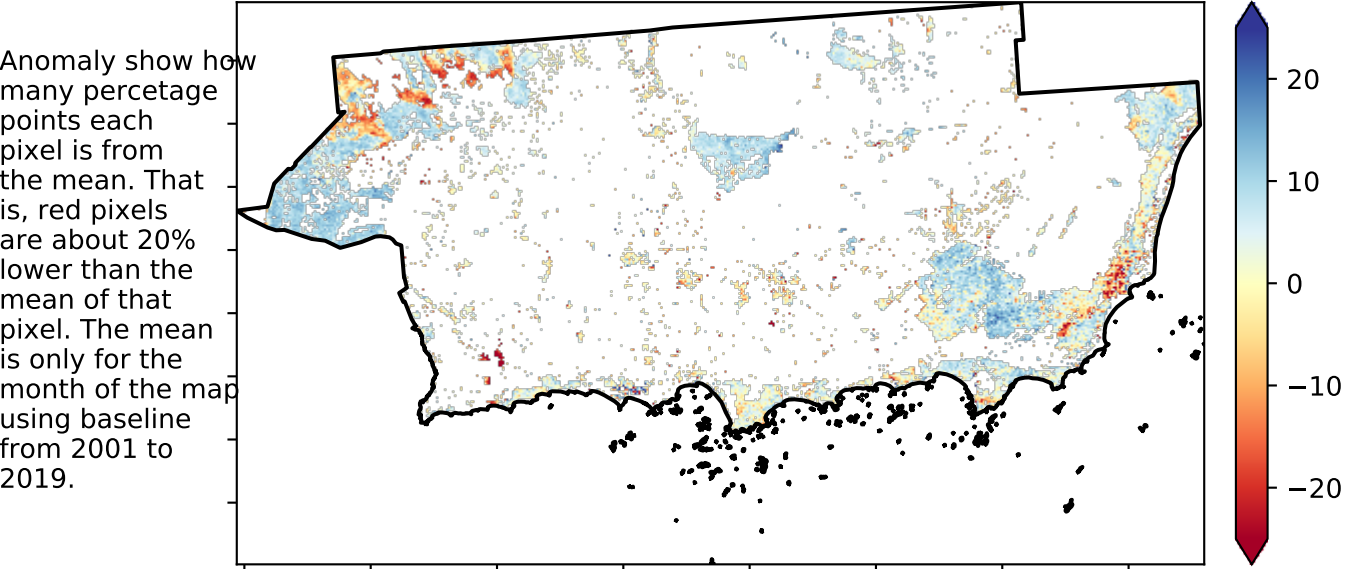 Anomaly show how
many percetage
points each
pixel is from
the mean. That
is, red pixels
are about 20%
lower than the
mean of that
pixel. The mean
is only for the
month of the map
using baseline
from 2001 to
2019.
20
10
0
−10
−20